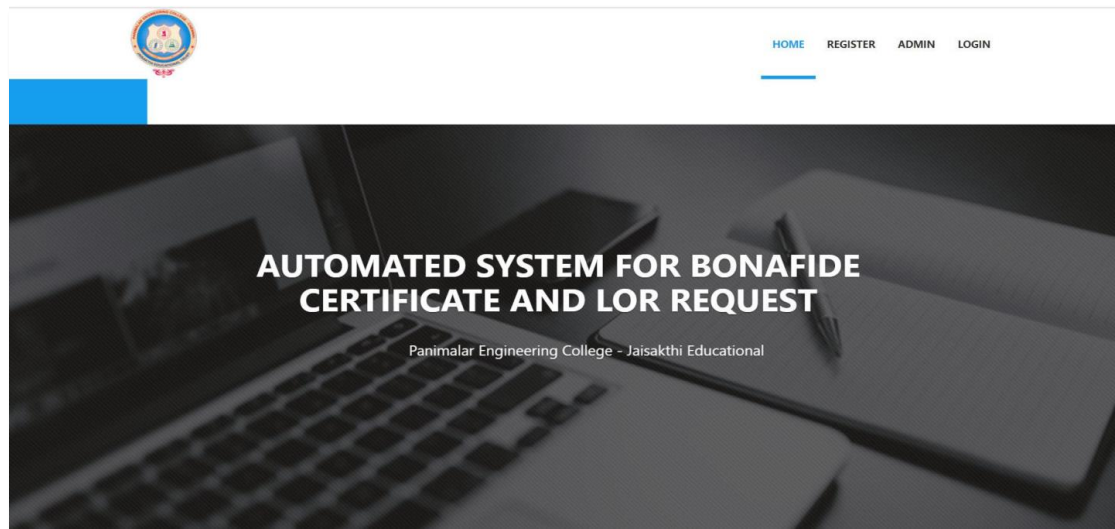 HOME REGISTER ADMIN LOGIN
AUTOMATED SYSTEM FOR BONAFIDE
CERTIFICATE AND LOR REQUEST
Panimalar Engineering College - Jaisakthi Educational